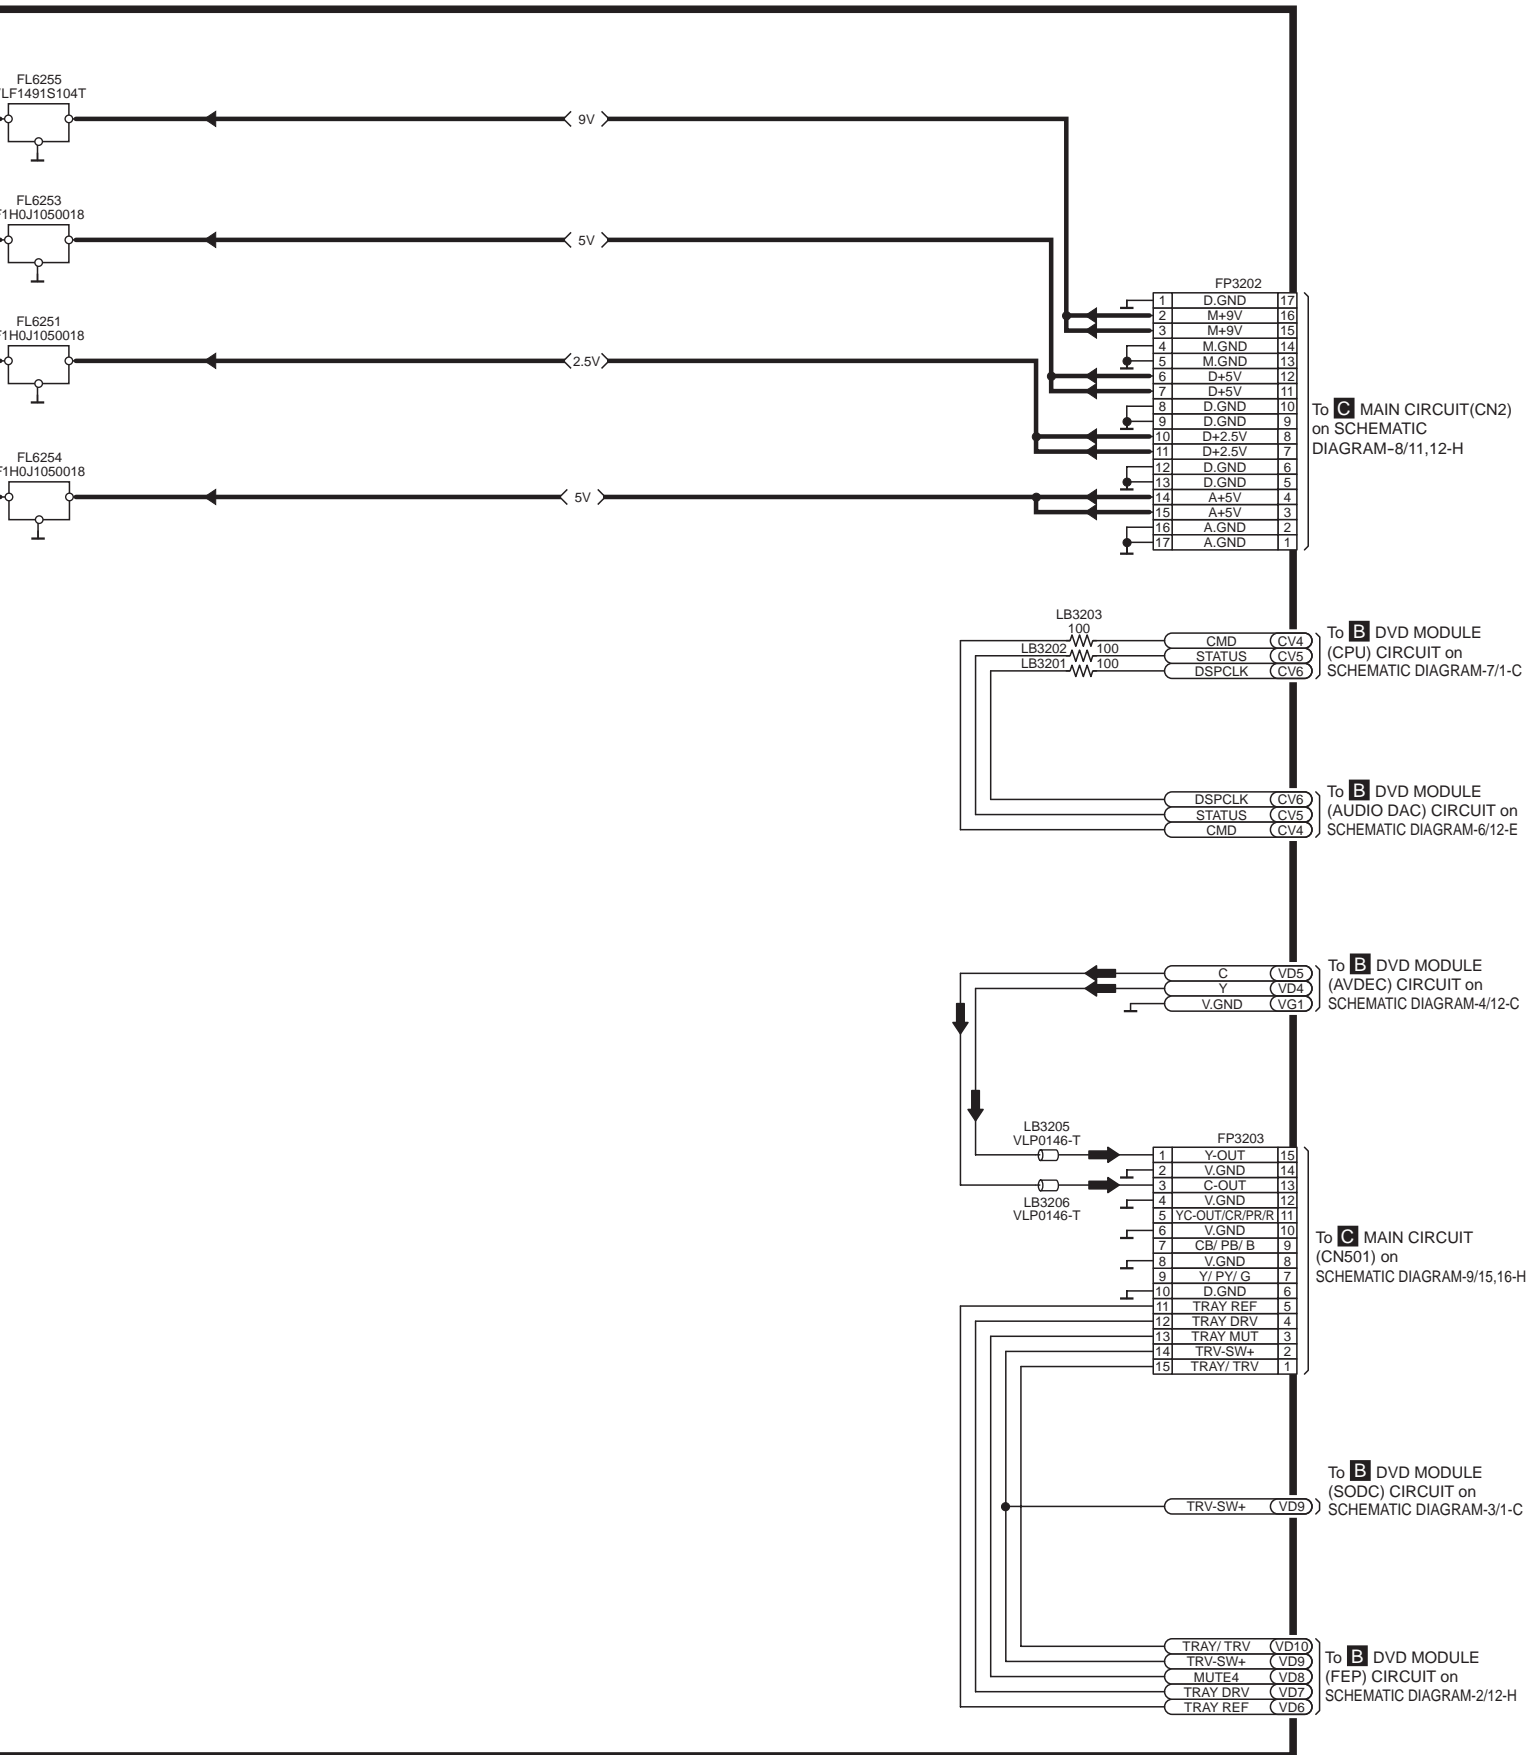 FL6255
LF1491S104T
9V
FL6253
F1H0J1050018
5V
FL6251
F1H0J1050018
2.5V
FL6254
F1H0J1050018
5V
FP3202
1 D.GND 17
2 M+9V 16
3 M+9V 15
4 M.GND 14
5 M.GND 13
6 D+5V 12
7 D+5V 11
8 D.GND 10
9 D.GND 9
10 D+2.5V 8
11 D+2.5V 7
12 D.GND 6
13 D.GND 5
14 A+5V 4
15 A+5V 3
16 A.GND 2
17 A.GND 1
To C MAIN CIRCUIT(CN2)
on SCHEMATIC
DIAGRAM-8/11,12-H
LB3203
100
LB3202 100
LB3201 100
CMD CV4
STATUS CV5
DSPCLK CV6
To B DVD MODULE
(CPU) CIRCUIT on
SCHEMATIC DIAGRAM-7/1-C
DSPCLK CV6
STATUS CV5
CMD CV4
To B DVD MODULE
(AUDIO DAC) CIRCUIT on
SCHEMATIC DIAGRAM-6/12-E
C VD5
Y VD4
V.GND VG1
To B DVD MODULE
(AVDEC) CIRCUIT on
SCHEMATIC DIAGRAM-4/12-C
LB3205
VLP0146-T
LB3206
VLP0146-T
FP3203
1 Y-OUT 15
2 V.GND 14
3 C-OUT 13
4 V.GND 12
5 YC-OUT/CR/PR/R 11
6 V.GND 10
7 CB/ PB/ B 9
8 V.GND 8
9 Y/ PY/ G 7
10 D.GND 6
11 TRAY REF 5
12 TRAY DRV 4
13 TRAY MUT 3
14 TRV-SW+ 2
15 TRAY/ TRV 1
To C MAIN CIRCUIT
(CN501) on
SCHEMATIC DIAGRAM-9/15,16-H
TRV-SW+ VD9
To B DVD MODULE
(SODC) CIRCUIT on
SCHEMATIC DIAGRAM-3/1-C
TRAY/ TRV VD10
TRV-SW+ VD9
MUTE4 VD8
TRAY DRV VD7
TRAY REF VD6
To B DVD MODULE
(FEP) CIRCUIT on
SCHEMATIC DIAGRAM-2/12-H